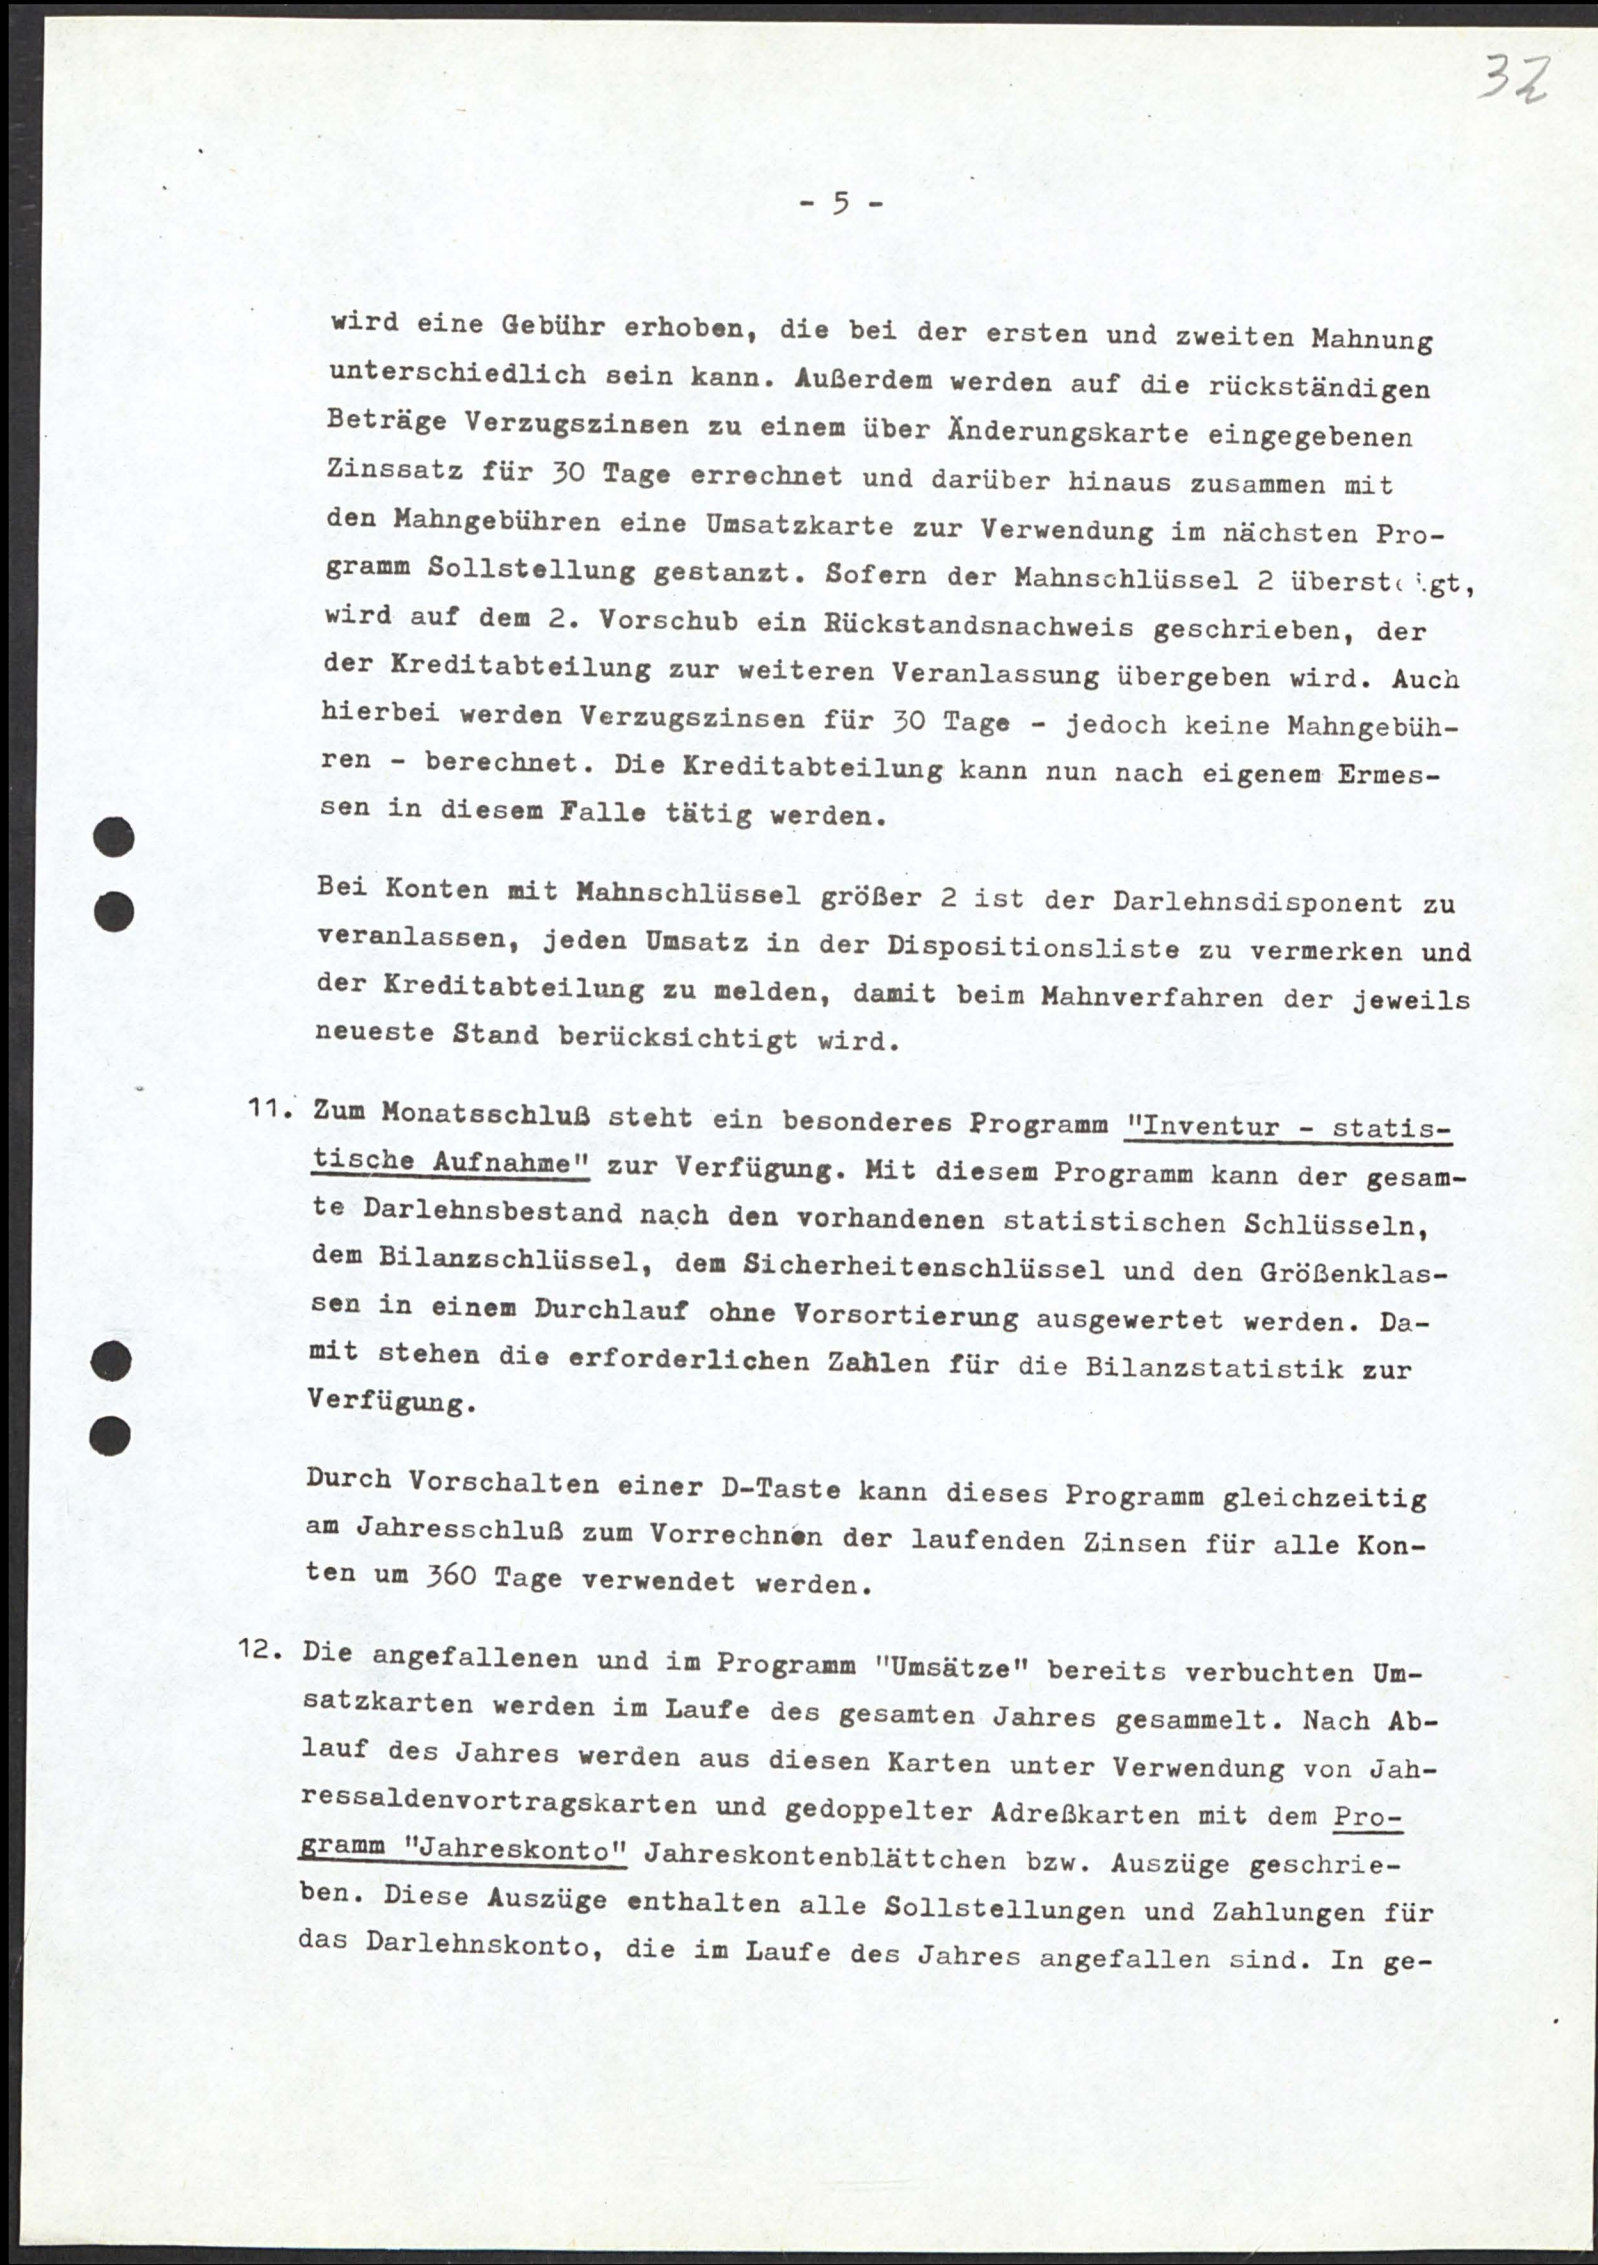 32
- 5 -
wird eine Gebühr erhoben, die bei der ersten und zweiten Mahnung
unterschiedlich sein kann. Außerdem werden auf die rückständigen
Beträge Verzugszinsen zu einem über Änderungskarte eingegebenen
Zinssatz für 30 Tage errechnet und darüber hinaus zusammen mit
den Mahngebühren eine Umsatzkarte zur Verwendung im nächsten Pro-
gramm Sollstellung gestanzt. Sofern der Mahnschlüssel 2 übersteigt,
wird auf dem 2. Vorschub ein Rückstandsnachweis geschrieben, der
der Kreditabteilung zur weiteren Veranlassung übergeben wird. Auch
hierbei werden Verzugszinsen für 30 Tage - jedoch keine Mahngebüh-
ren - berechnet. Die Kreditabteilung kann nun nach eigenem Ermes-
sen in diesem Falle tätig werden.
Bei Konten mit Mahnschlüssel größer 2 ist der Darlehnsdisponent zu
veranlassen, jeden Umsatz in der Dispositionsliste zu vermerken und
der Kreditabteilung zu melden, damit beim Mahnverfahren der jeweils
neueste Stand berücksichtigt wird.
11. Zum Monatsschluß steht ein besonderes Programm "Inventur - statis-
tische Aufnahme" zur Verfügung. Mit diesem Programm kann der gesam-
te Darlehnsbestand nach den vorhandenen statistischen Schlüsseln,
dem Bilanzschlüssel, dem Sicherheitenschlüssel und den Größenklas-
sen in einem Durchlauf ohne Vorsortierung ausgewertet werden. Da-
mit stehen die erforderlichen Zahlen für die Bilanzstatistik zur
Verfügung.
Durch Vorschalten einer D-Taste kann dieses Programm gleichzeitig
am Jahresschluß zum Vorrechnen der laufenden Zinsen für alle Kon-
ten um 360 Tage verwendet werden.
12. Die angefallenen und im Programm "Umsätze" bereits verbuchten Um-
satzkarten werden im Laufe des gesamten Jahres gesammelt. Nach Ab-
lauf des Jahres werden aus diesen Karten unter Verwendung von Jah-
ressaldenvortragskarten und gedoppelter Adreßkarten mit dem Pro-
gramm "Jahreskonto" Jahreskontenblättchen bzw. Auszüge geschrie-
ben. Diese Auszüge enthalten alle Sollstellungen und Zahlungen für
das Darlehnskonto, die im Laufe des Jahres angefallen sind. In ge-